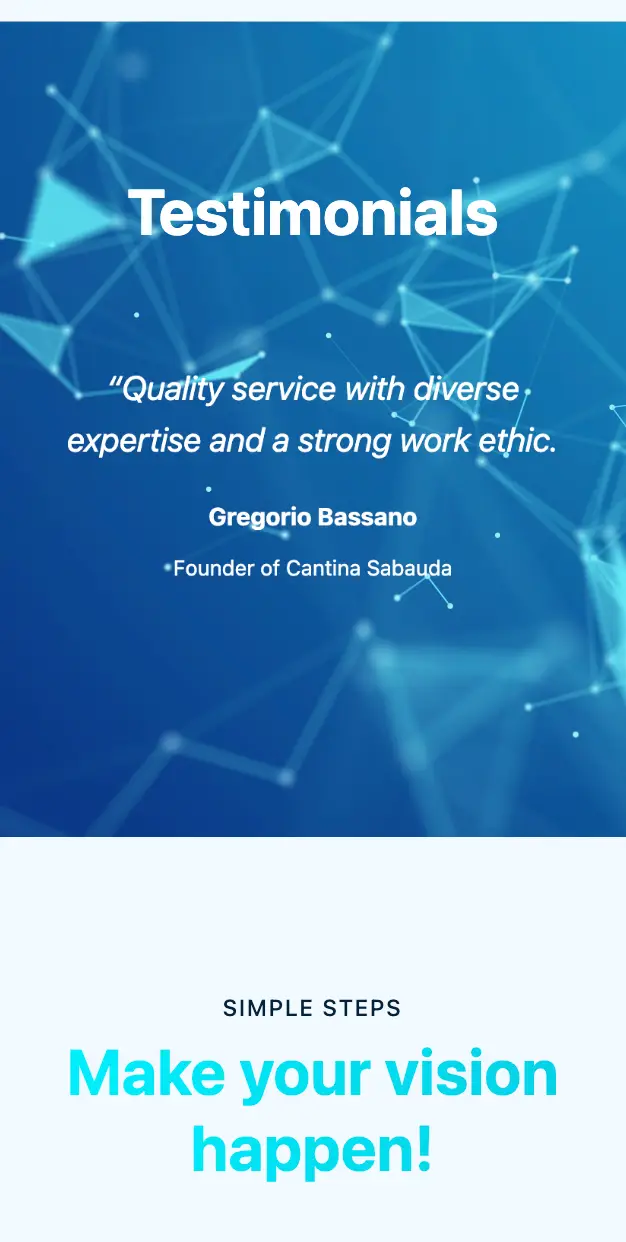 Testimonials
“Quality service with diverse
expertise and a strong work ethic.
Gregorio Bassano
Founder of Cantina Sabauda
SIMPLE STEPS
Make your vision
happen!